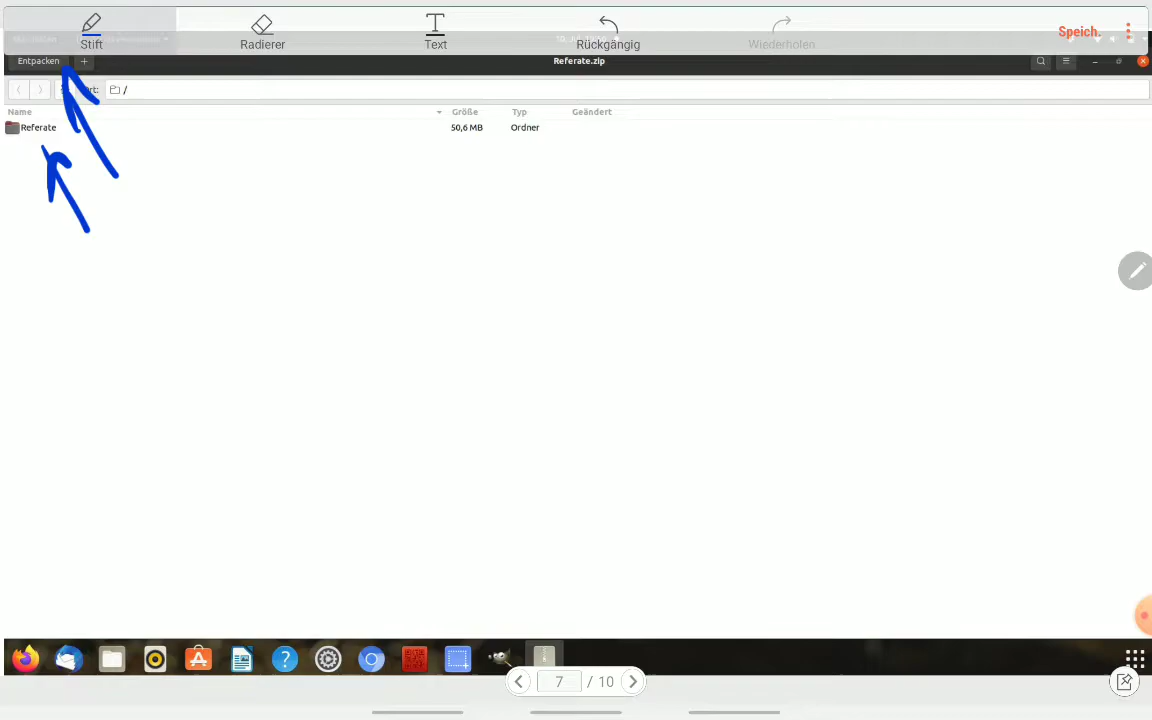 Stift
Radierer
Text
Rückgängig
Wiederholen
Speich.
Entpacken
+
Referate.zip
Ort:
/
Name
Größe
Typ
Geändert
Referate
50,6 MB
Ordner
7 / 10